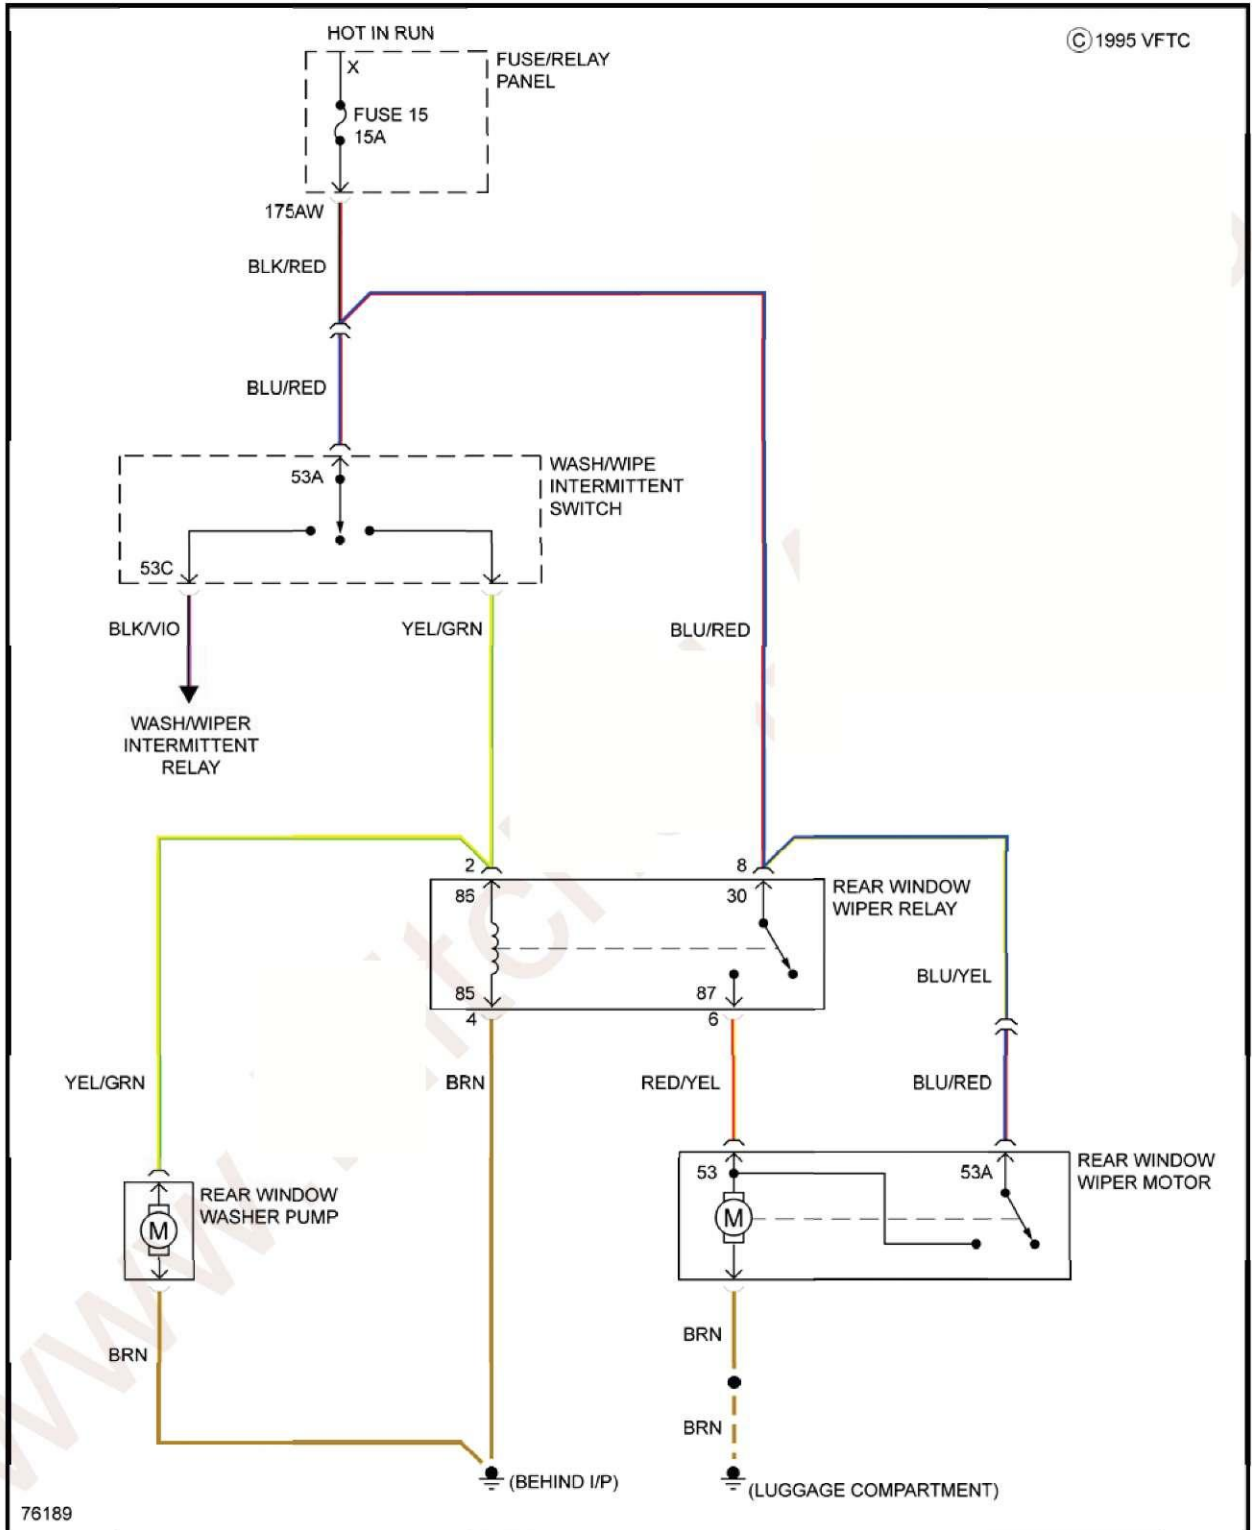 HOT IN RUN
© 1995 VFTC
X
FUSE/RELAY
PANEL
FUSE 15
15A
175AW
BLK/RED
BLU/RED
53A
WASH/WIPE
INTERMITTENT
SWITCH
53C
BLK/VIO
YEL/GRN
BLU/RED
WASH/WIPER
INTERMITTENT
RELAY
2
8
86
30
REAR WINDOW
WIPER RELAY
BLU/YEL
85
87
4
6
YEL/GRN
BRN
RED/YEL
BLU/RED
53
53A
REAR WINDOW
WIPER MOTOR
REAR WINDOW
WASHER PUMP
M
M
BRN
BRN
BRN
(BEHIND I/P)
(LUGGAGE COMPARTMENT)
76189